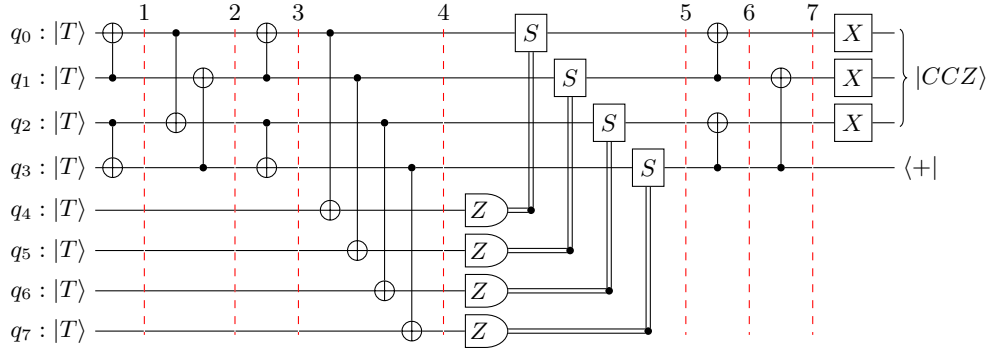 1 2 3 4 5 6 7
q₀ : |T⟩ S X
q₁ : |T⟩ S X |CCZ⟩
q₂ : |T⟩ S X
q₃ : |T⟩ S ⟨+|
q₄ : |T⟩ Z
q₅ : |T⟩ Z
q₆ : |T⟩ Z
q₇ : |T⟩ Z